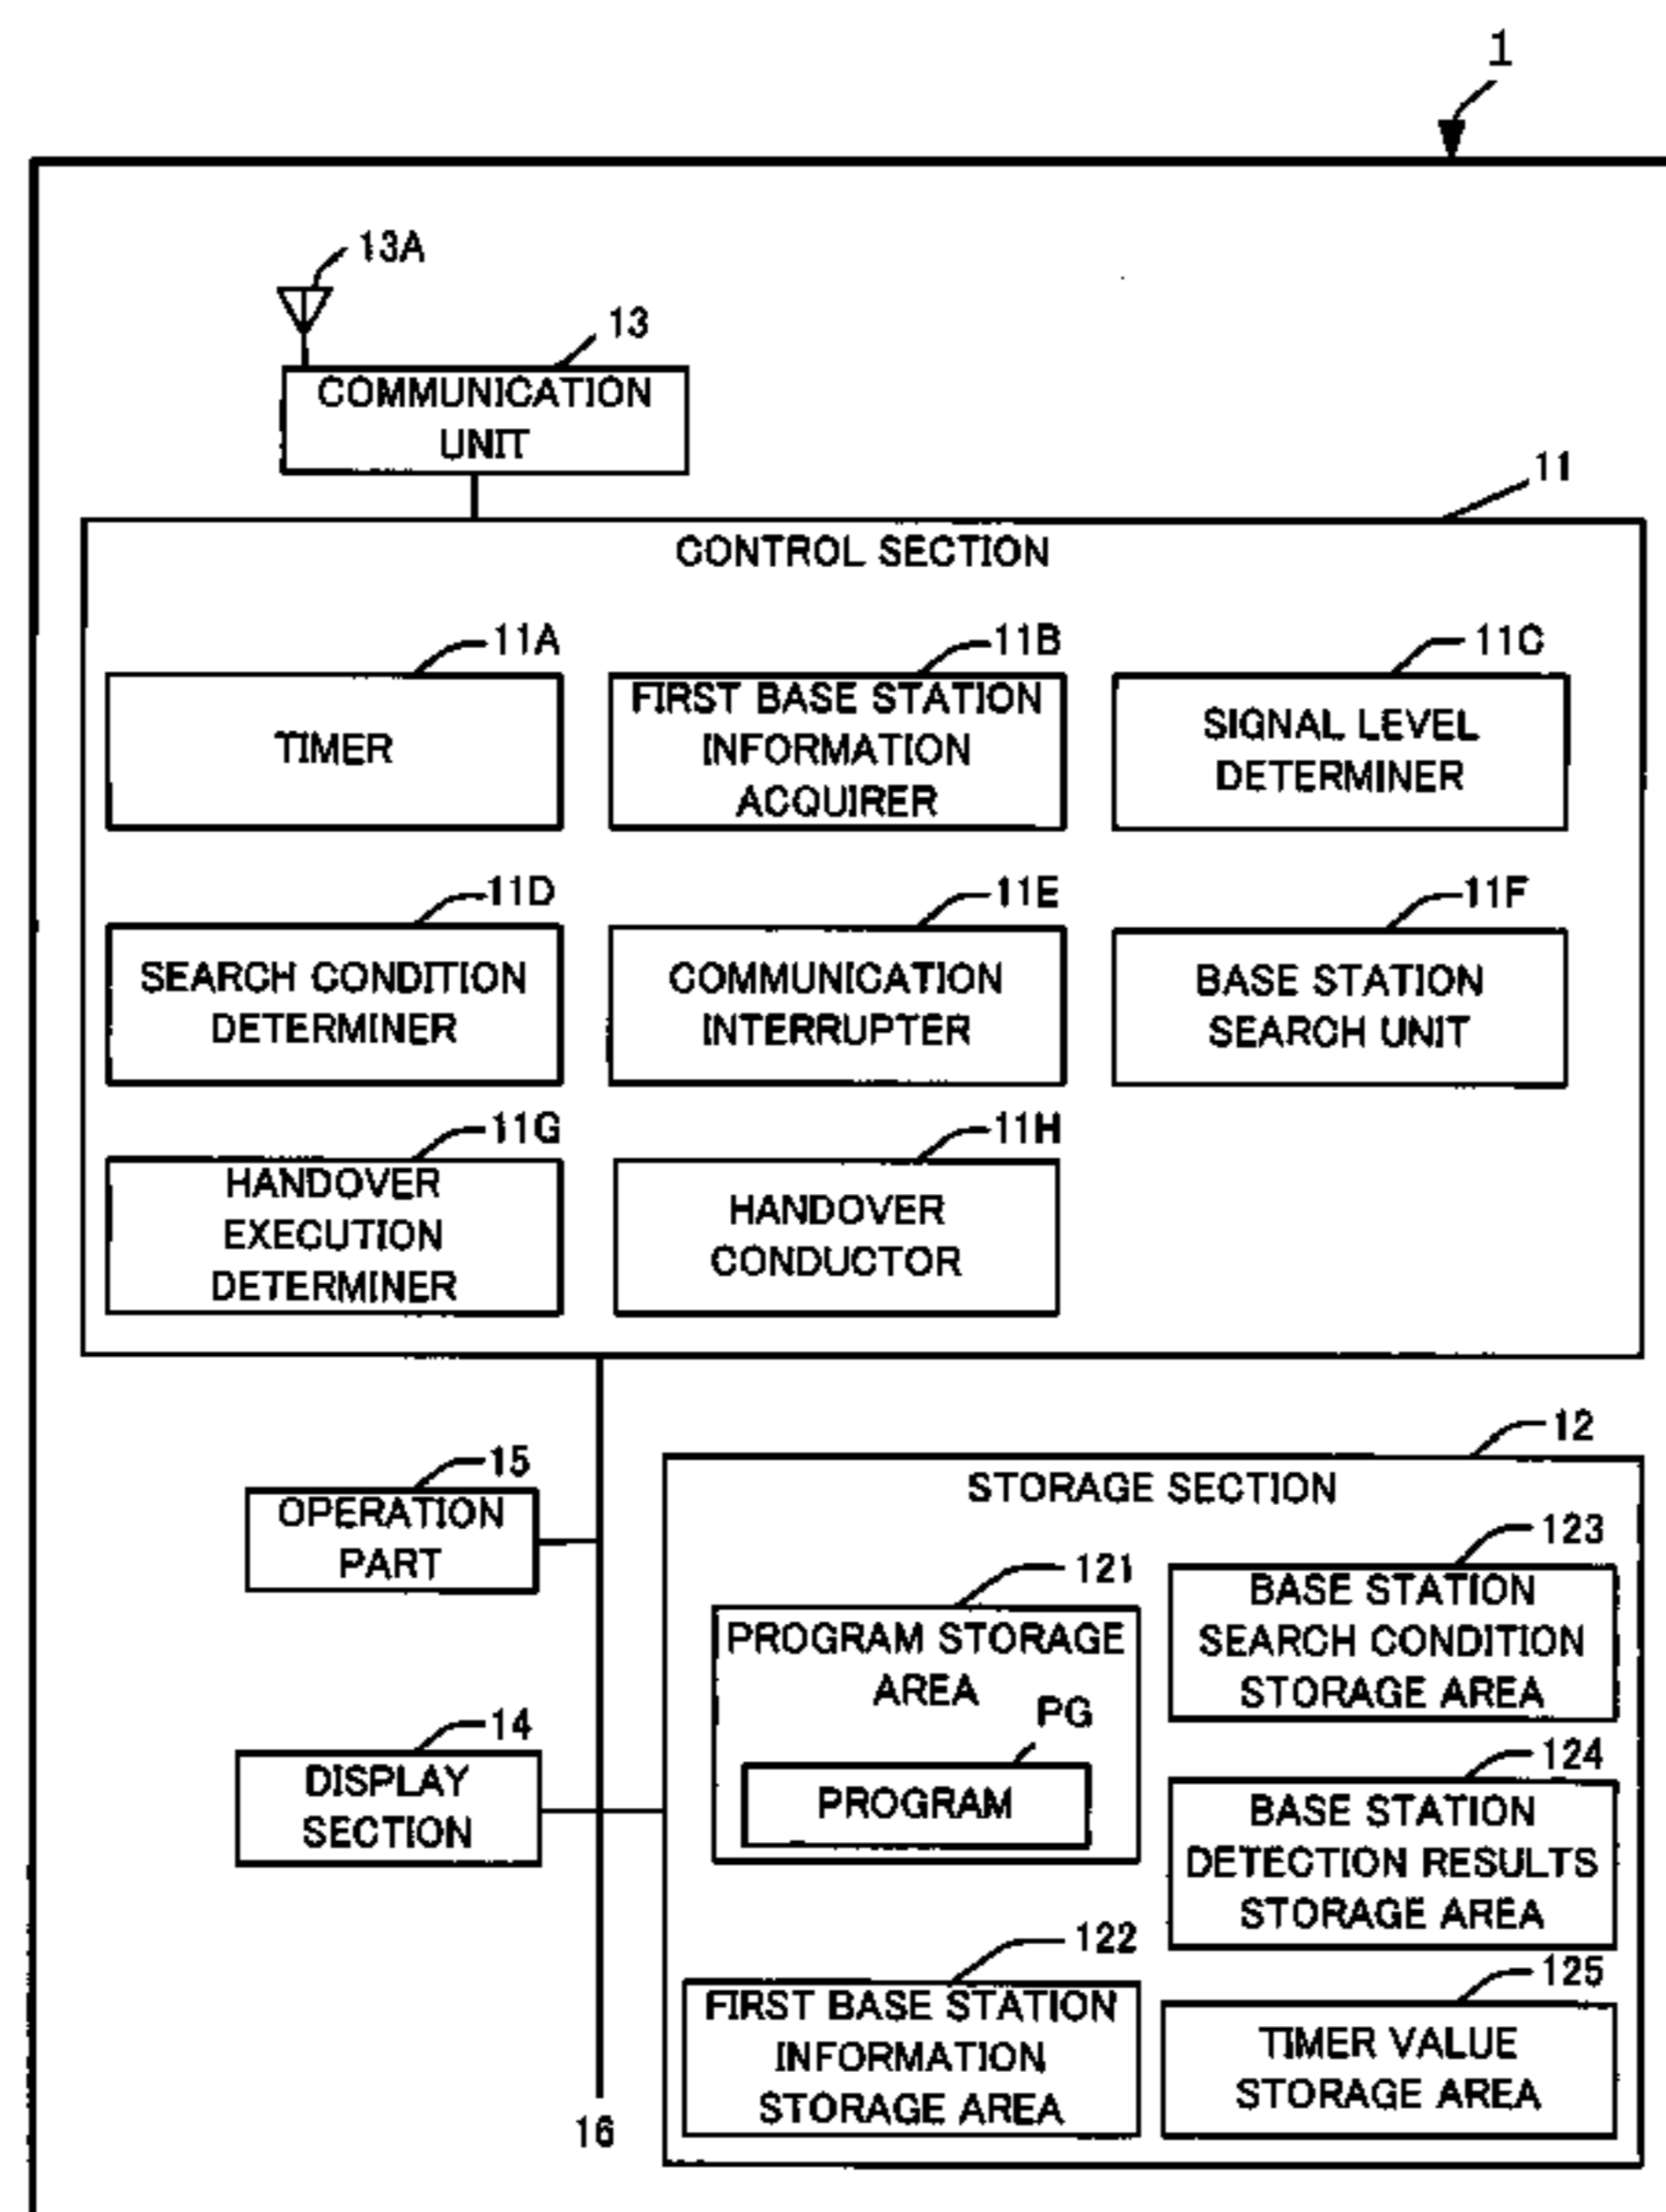 1
13A
13
COMMUNICATION
UNIT
11
CONTROL SECTION
11A
11B
11C
TIMER
FIRST BASE STATION
INFORMATION
ACQUIRER
SIGNAL LEVEL
DETERMINER
11D
11E
11F
SEARCH CONDITION
DETERMINER
COMMUNICATION
INTERRUPTER
BASE STATION
SEARCH UNIT
11G
11H
HANDOVER
EXECUTION
DETERMINER
HANDOVER
CONDUCTOR
12
STORAGE SECTION
15
OPERATION
PART
121
PROGRAM STORAGE
AREA
PG
PROGRAM
123
BASE STATION
SEARCH CONDITION
STORAGE AREA
14
DISPLAY
SECTION
124
BASE STATION
DETECTION RESULTS
STORAGE AREA
122
FIRST BASE STATION
INFORMATION
STORAGE AREA
125
TIMER VALUE
STORAGE AREA
16